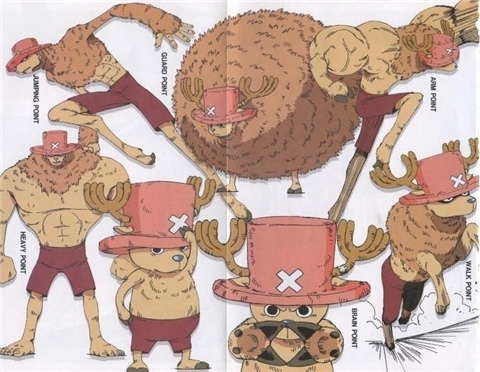 JUMPING POINT
GUARD POINT
ARM POINT
HEAVY POINT
BRAIN POINT
WALK POINT